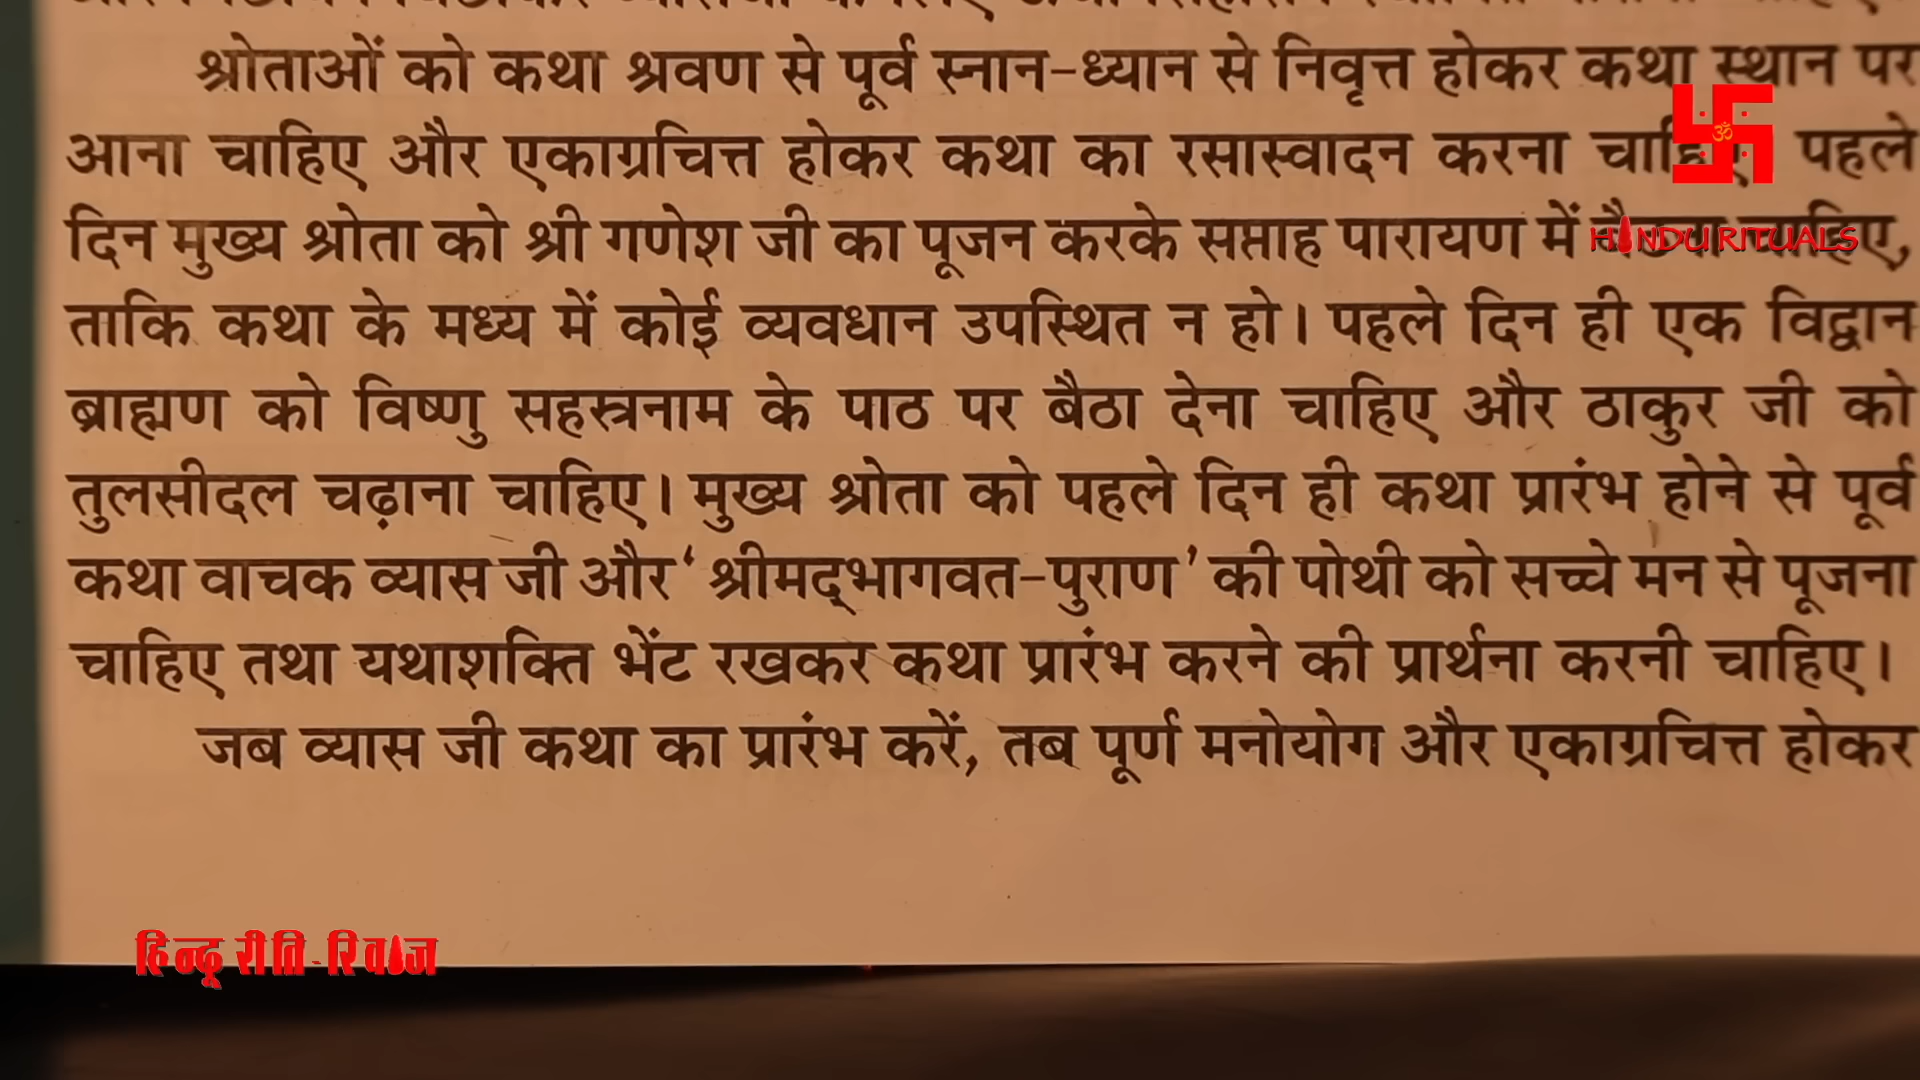 श्रोताओं को कथा श्रवण से पूर्व स्नान-ध्यान से निवृत्त होकर कथा स्थान पर
आना चाहिए और एकाग्रचित्त होकर कथा का रसास्वादन करना पहले
दिन मुख्य श्रोता को श्री गणेश जी का पूजन करके सप्ताह पारायण में बैठना चाहिए,
HINDU RITUALS
ताकि कथा के मध्य में कोई व्यवधान उपस्थित न हो। पहले दिन ही एक विद्वान
ब्राह्मण को विष्णु सहस्त्रनाम के पाठ पर बैठा देना चाहिए और ठाकुर जी को
तुलसीदल चढ़ाना चाहिए। मुख्य श्रोता को पहले दिन ही कथा प्रारंभ होने से पूर्व
कथा वाचक व्यास जी और ‘श्रीमद्‌भागवत-पुराण’ की पोथी को सच्चे मन से पूजना
चाहिए तथा यथाशक्ति भेंट रखकर कथा प्रारंभ करने की प्रार्थना करनी चाहिए।
जब व्यास जी कथा का प्रारंभ करें, तब पूर्ण मनोयोग और एकाग्रचित्त होकर
हिन्दू रीति-रिवाज